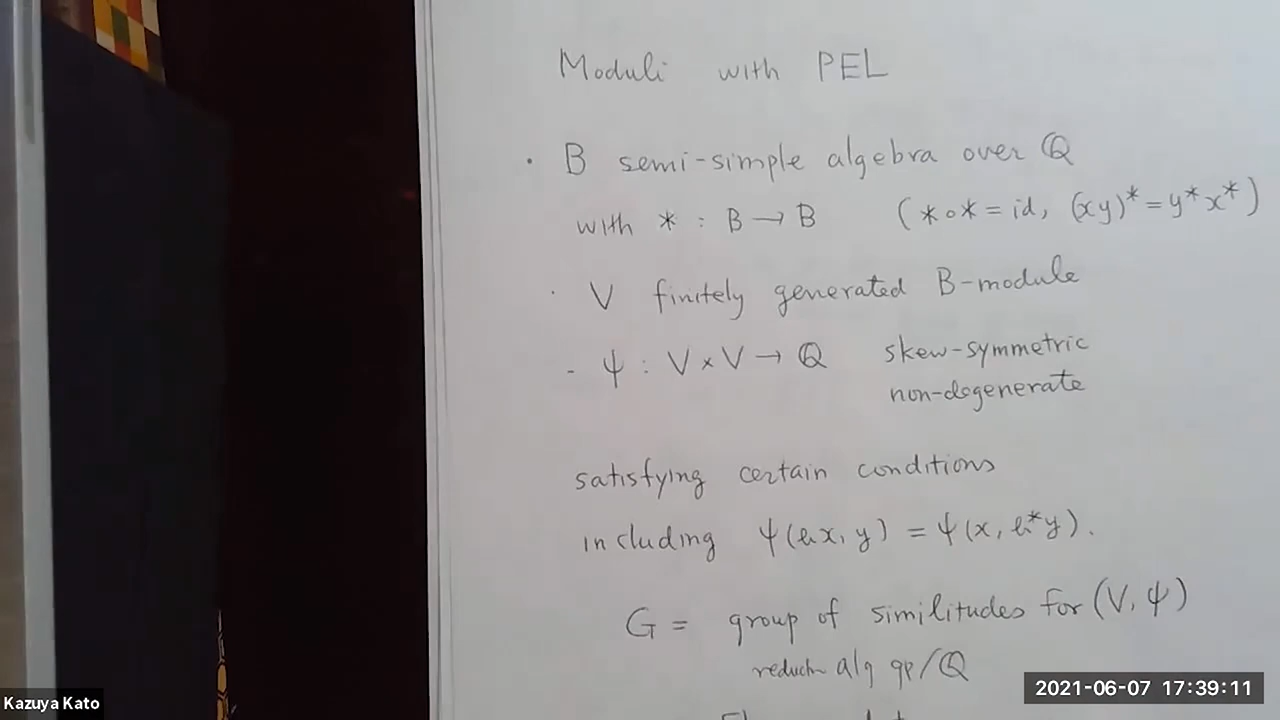 Moduli with PEL
· B semi-simple algebra over ℚ
with * : B → B (*∘* = id, (xy)* = y*x*)
· V finitely generated B-module
- ψ : V × V → ℚ skew-symmetric
non-degenerate
satisfying certain conditions
including ψ(bx, y) = ψ(x, b*y).
G = group of similitudes for (V, ψ)
alg gp/ℚ
Kazuya Kato
2021-06-07 17:39:11